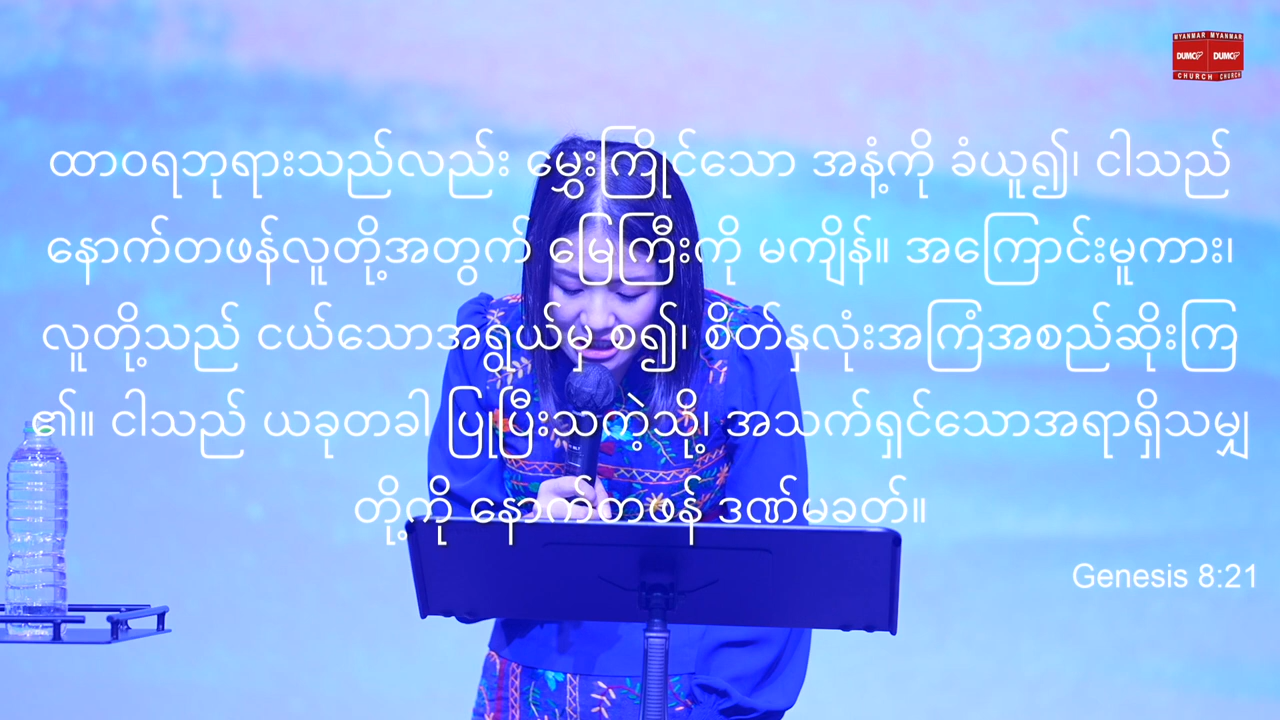 MYANMAR MYANMAR
DUMC DUMC
CHURCH CHURCH
ထာဝရဘုရားသည်လည်း မွှေးကြိုင်သော အနံ့ကို ခံယူ၍၊ ငါသည်
နောက်တဖန်လူတို့အတွက် မြေကြီးကို မကျိန်။ အကြောင်းမူကား၊
လူတို့သည် ငယ်သောအရွယ်မှ စ၍၊ စိတ်နှလုံးအကြံအစည်ဆိုးကြ
၏။ ငါသည် ယခုတခါ ပြုပြီးသကဲ့သို့၊ အသက်ရှင်သောအရာရှိသမျှ
တို့ကို နောက်တဖန် ဒဏ်မခတ်။
Genesis 8:21